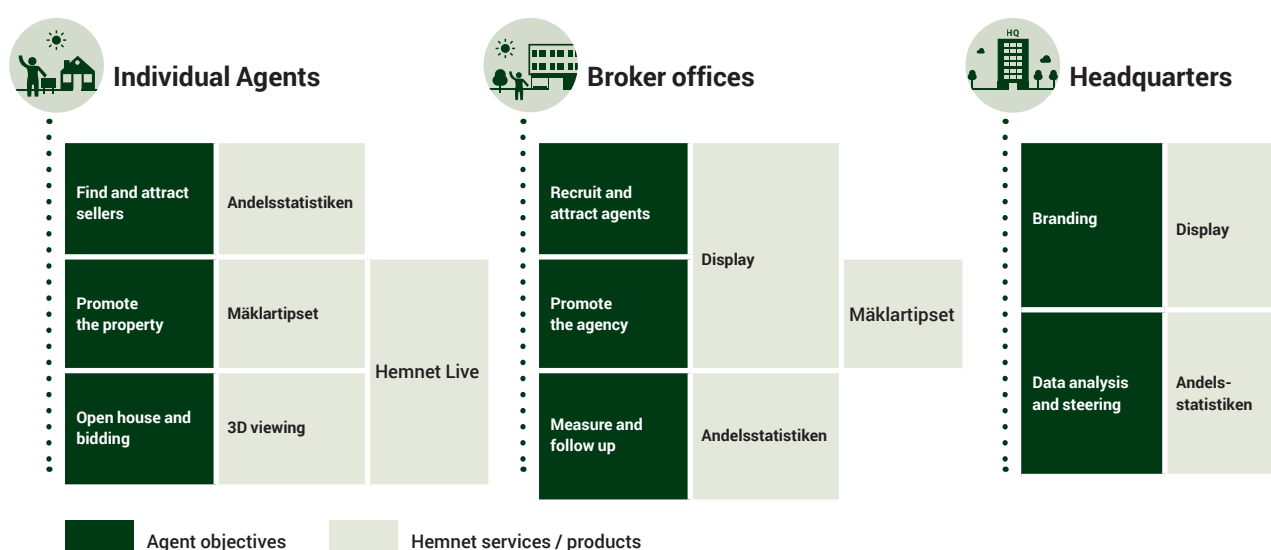 HQ
Individual Agents
Broker offices
Headquarters
Find and attract
sellers
Andelsstatistiken
Promote
the property
Mäklartipset
Hemnet Live
Open house and
bidding
3D viewing
Recruit and
attract agents
Display
Promote
the agency
Mäklartipset
Measure and
follow up
Andelsstatistiken
Branding
Display
Data analysis
and steering
Andels-
statistiken
Agent objectives
Hemnet services / products